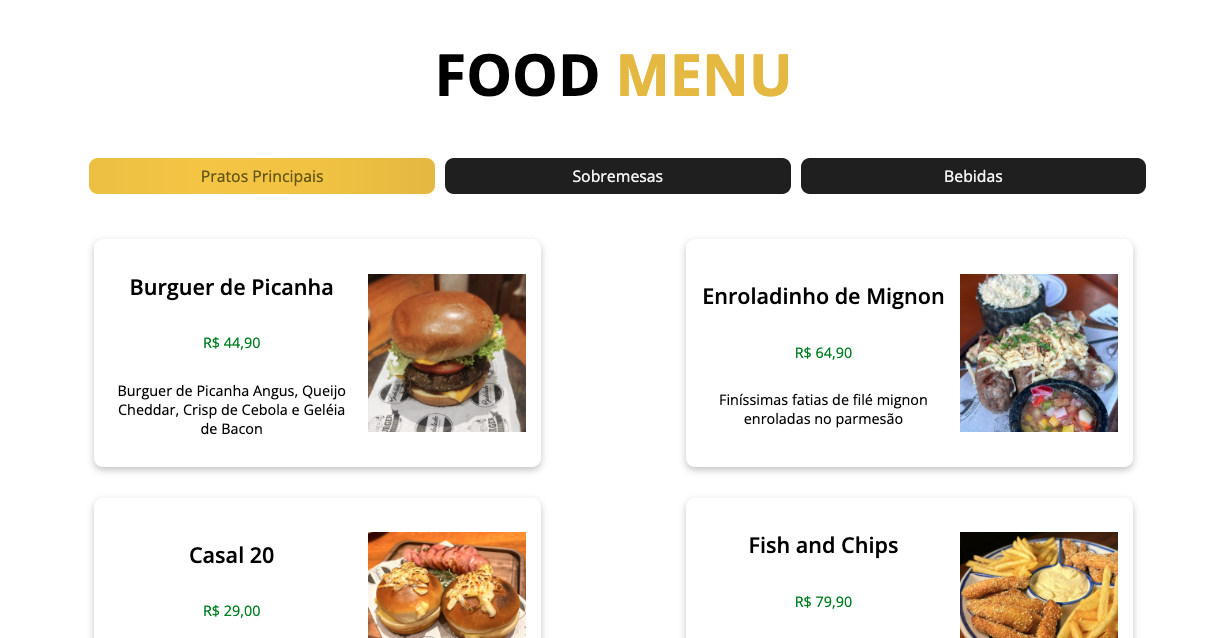 FOOD MENU
Pratos Principais
Sobremesas
Bebidas
Burguer de Picanha
R$ 44,90
Burguer de Picanha Angus, Queijo
Cheddar, Crisp de Cebola e Geléia
de Bacon
Enroladinho de Mignon
R$ 64,90
Finíssimas fatias de filé mignon
enroladas no parmesão
Casal 20
R$ 29,00
Fish and Chips
R$ 79,90